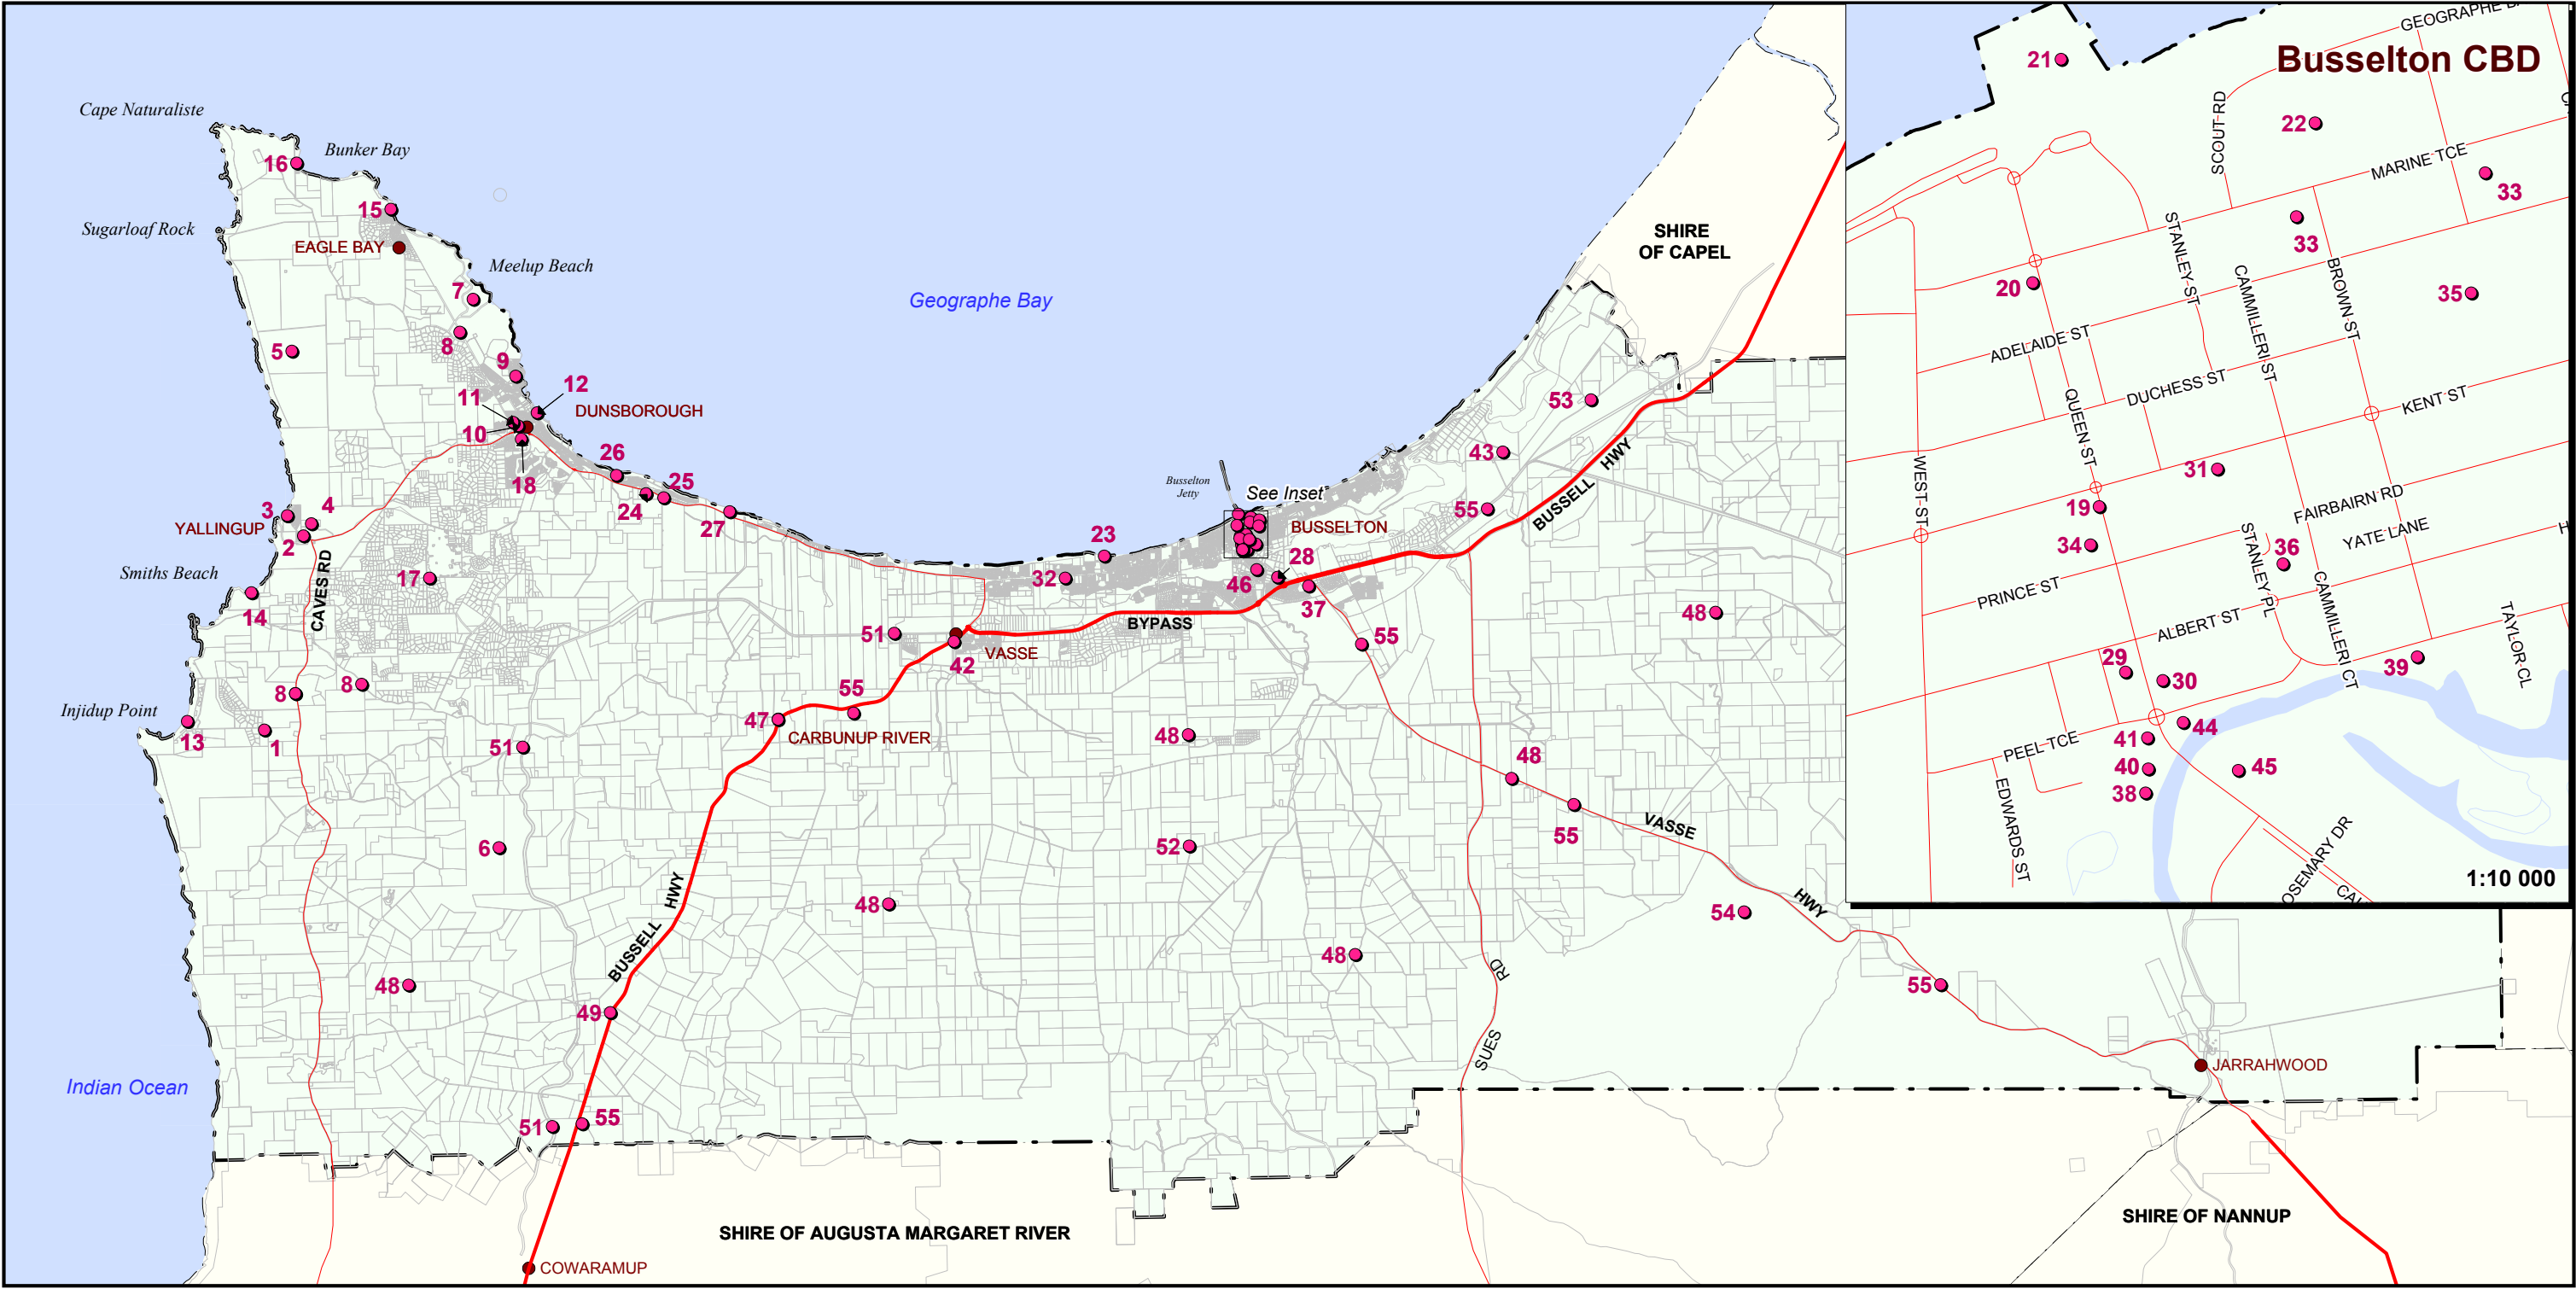 Cape Naturaliste
Bunker Bay
16
15
Sugarloaf Rock
EAGLE BAY
Meelup Beach
7
Geographe Bay
5
8
9
12
11
DUNSBOROUGH
10
26
25
18
24
27
3
4
YALLINGUP
2
CAVES RD
Smiths Beach
17
14
8
8
Injidup Point
13
1
51
6
48
49
BUSSELL
HWY
Indian Ocean
51
55
COWARAMUP
SHIRE OF AUGUSTA MARGARET RIVER
SHIRE
OF CAPEL
53
43
Busselton
Jetty
See Inset
BUSSELTON
55
BUSSELL
HWY
23
32
46
28
37
BYPASS
48
51
VASSE
42
55
55
47
CARBUNUP RIVER
48
48
55
VASSE
HWY
52
48
54
48
RD
SUES
55
JARRAHWOOD
SHIRE OF NANNUP
Busselton CBD
21
22
SCOUT RD
MARINE TCE
33
33
STANLEY ST
20
CAMMILLERI ST
BROWN ST
35
ADELAIDE ST
DUCHESS ST
QUEEN ST
KENT ST
WEST ST
31
19
34
FAIRBAIRN RD
YATE LANE
STANLEY PL
36
PRINCE ST
CAMMILLERI CT
TAYLOR CL
ALBERT ST
29
30
39
PEEL TCE
44
41
40
45
38
EDWARDS ST
OSEMARY DR
1:10 000